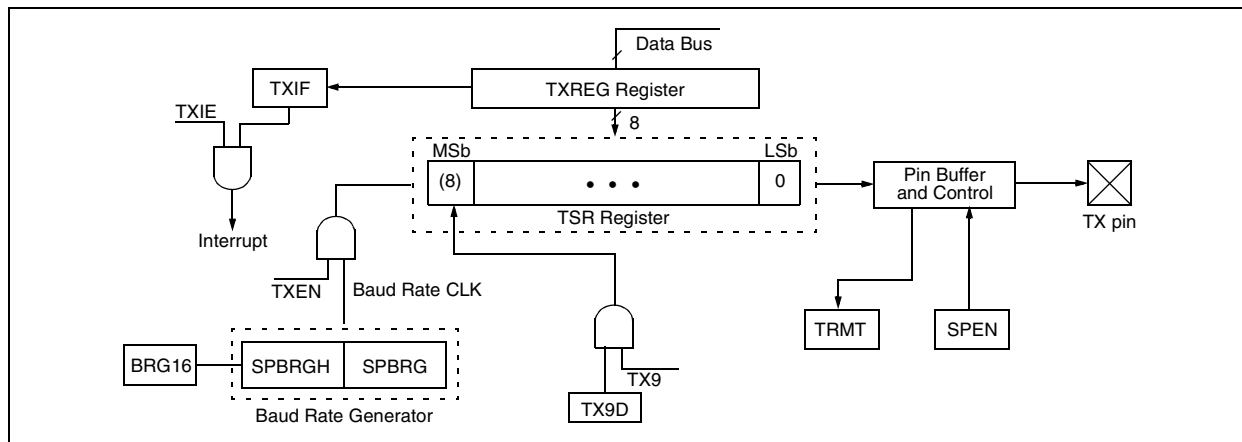 Data Bus
TXIF
TXREG Register
TXIE
8
MSb
LSb
(8)
• • •
0
Pin Buffer
and Control
TSR Register
TX pin
Interrupt
TXEN
Baud Rate CLK
TRMT
SPEN
BRG16
SPBRGH
SPBRG
TX9
Baud Rate Generator
TX9D